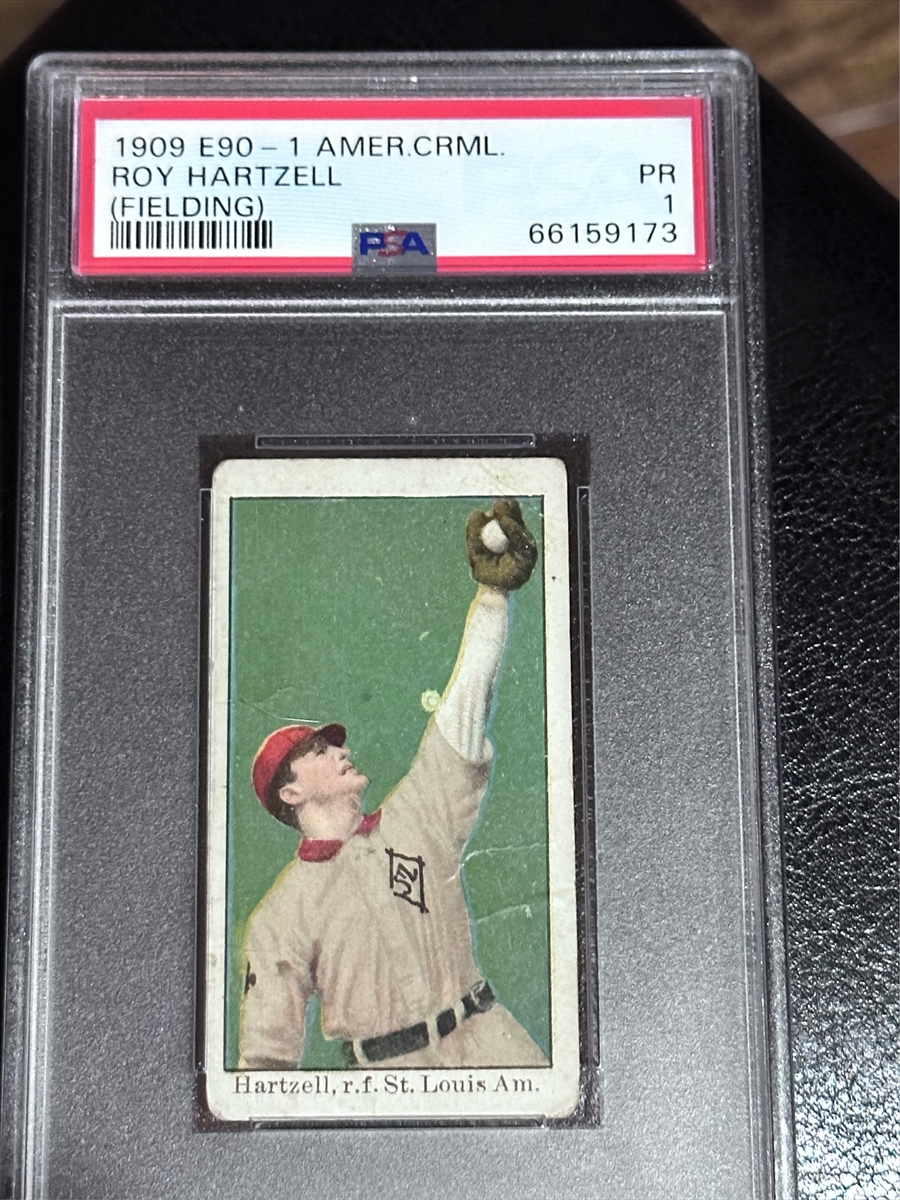 1909 E90-1 AMER.CRML.
ROY HARTZELL PR
(FIELDING) 1
PSA 66159173
Hartzell, r.f. St. Louis Am.